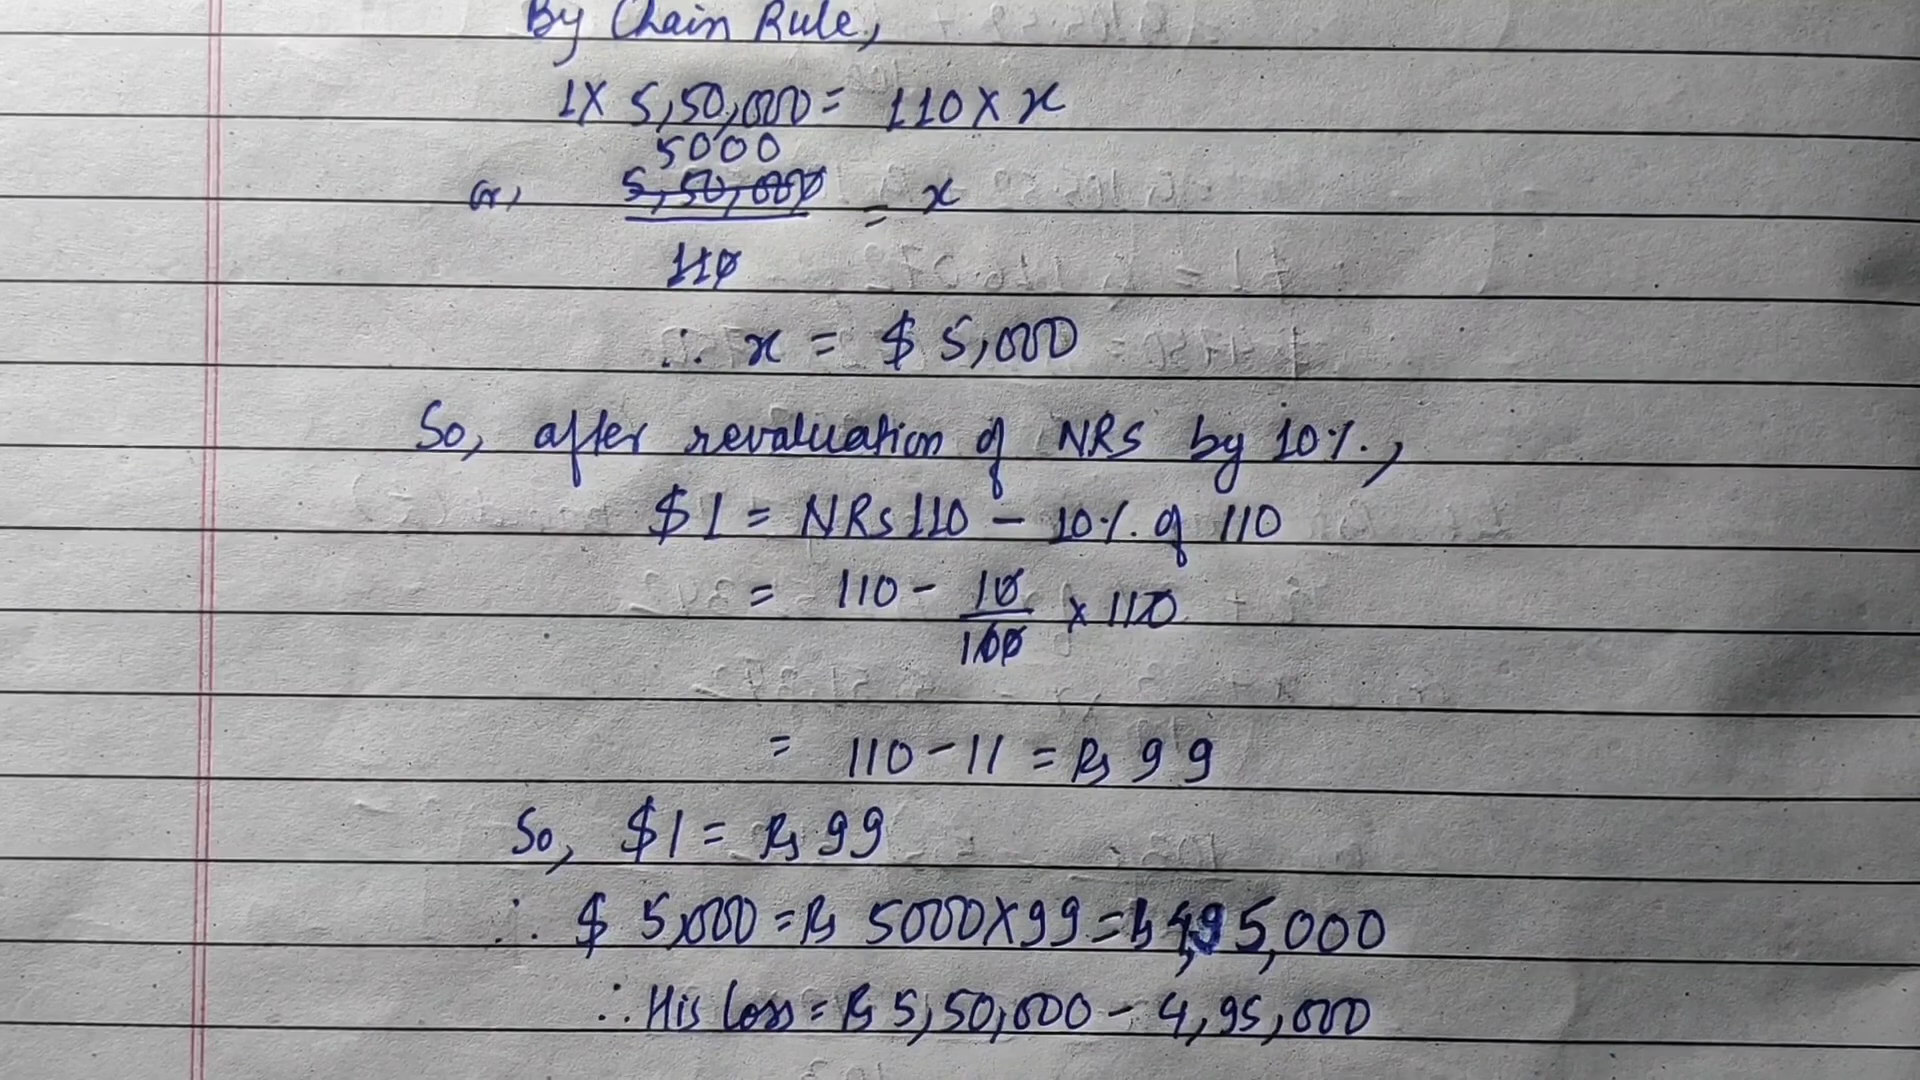 By Chain Rule,
1 × 5,50,000 = 110 × x
5000
or, 5,50,000 / 110 = x
∴ x = $ 5,000
So, after revaluation of NRS by 10%,
$1 = NRs 110 - 10% of 110
= 110 - 10/100 × 110
= 110 - 11 = Rs 99
So, $1 = Rs 99
∴ $ 5,000 = Rs 5000 × 99 = Rs 4,95,000
∴ His loss = Rs 5,50,000 - 4,95,000